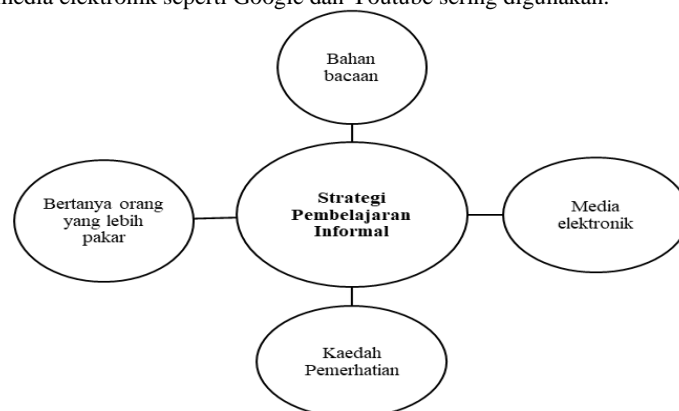 media elektronik seperti Google dan Youtube sering digunakan.
Bahan
bacaan
Bertanya orang
yang lebih
pakar
Strategi
Pembelajaran
Informal
Media
elektronik
Kaedah
Pemerhatian